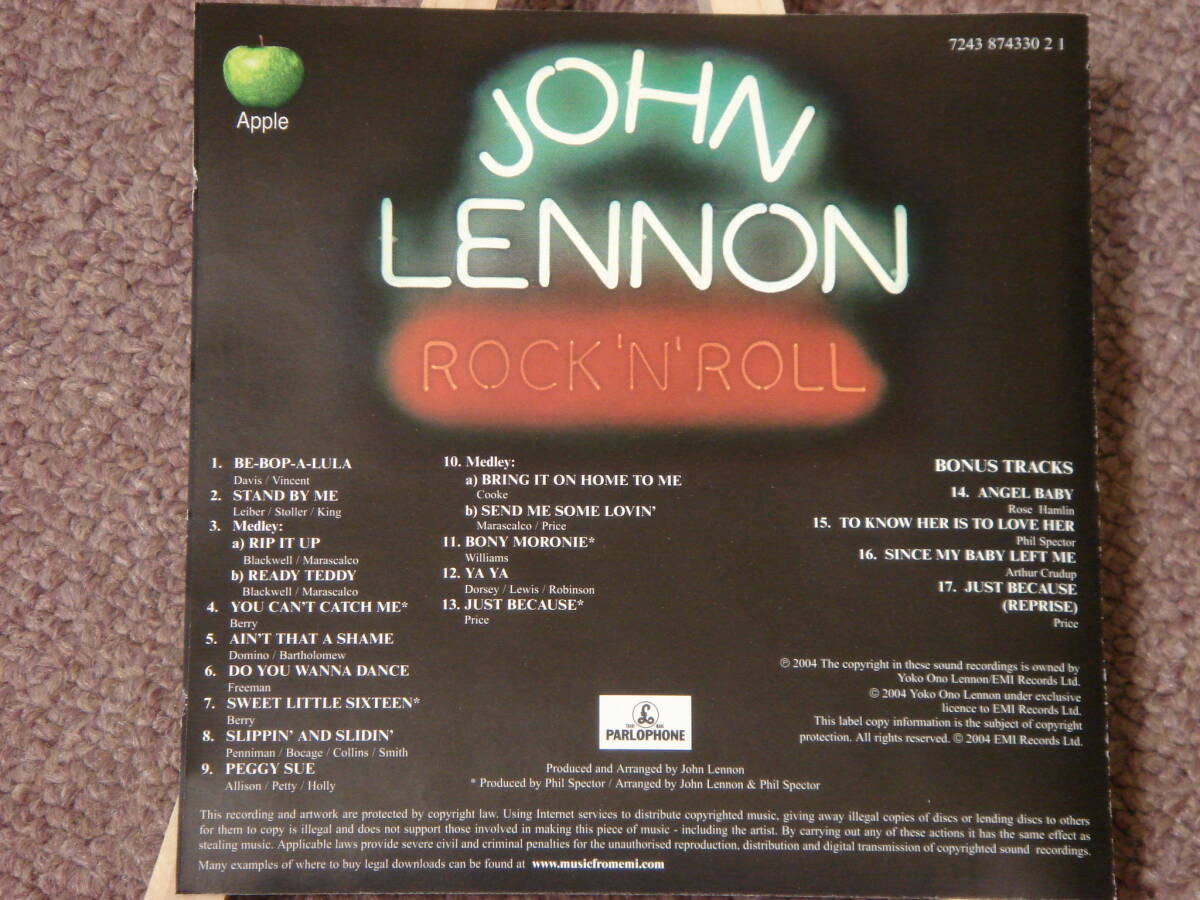 Apple
7243 874330 2 1
JOHN
LENNON
ROCK 'N' ROLL
1. BE-BOP-A-LULA
Davis / Vincent
2. STAND BY ME
Leiber / Stoller / King
3. Medley:
a) RIP IT UP
Blackwell / Marascalco
b) READY TEDDY
Blackwell / Marascalco
4. YOU CAN'T CATCH ME*
Berry
5. AIN'T THAT A SHAME
Domino / Bartholomew
6. DO YOU WANNA DANCE
Freeman
7. SWEET LITTLE SIXTEEN*
Berry
8. SLIPPIN' AND SLIDIN'
Penniman / Bocage / Collins / Smith
9. PEGGY SUE
Allison / Petty / Holly
10. Medley:
a) BRING IT ON HOME TO ME
Cooke
b) SEND ME SOME LOVIN'
Marascalco / Price
11. BONY MORONIE*
Williams
12. YA YA
Dorsey / Lewis / Robinson
13. JUST BECAUSE*
Price
BONUS TRACKS
14. ANGEL BABY
Rose Hamlin
15. TO KNOW HER IS TO LOVE HER
Phil Spector
16. SINCE MY BABY LEFT ME
Arthur Crudup
17. JUST BECAUSE
(REPRISE)
Price
℗ 2004 The copyright in these sound recordings is owned by
Yoko Ono Lennon/EMI Records Ltd.
© 2004 Yoko Ono Lennon under exclusive
licence to EMI Records Ltd.
This label copy information is the subject of copyright
protection. All rights reserved. © 2004 EMI Records Ltd.
£
TRADE MARK
PARLOPHONE
Produced and Arranged by John Lennon
* Produced by Phil Spector / Arranged by John Lennon & Phil Spector
This recording and artwork are protected by copyright law. Using Internet services to distribute copyrighted music, giving away illegal copies of discs or lending discs to others
for them to copy is illegal and does not support those involved in making this piece of music - including the artist. By carrying out any of these actions it has the same effect as
stealing music. Applicable laws provide severe civil and criminal penalties for the unauthorised reproduction, distribution and digital transmission of copyrighted sound recordings.
Many examples of where to buy legal downloads can be found at www.musicfromemi.com